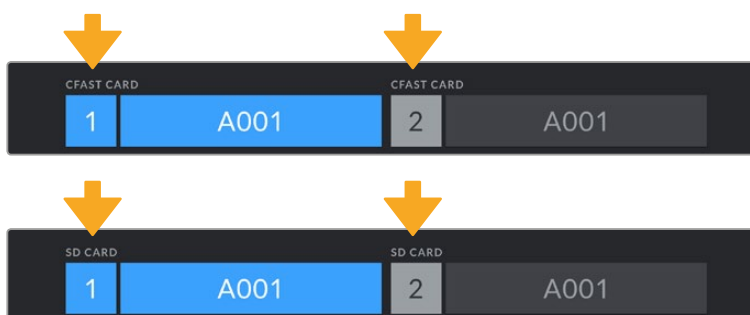 CFAST CARD CFAST CARD
1 A001 2 A001
SD CARD SD CARD
1 A001 2 A001